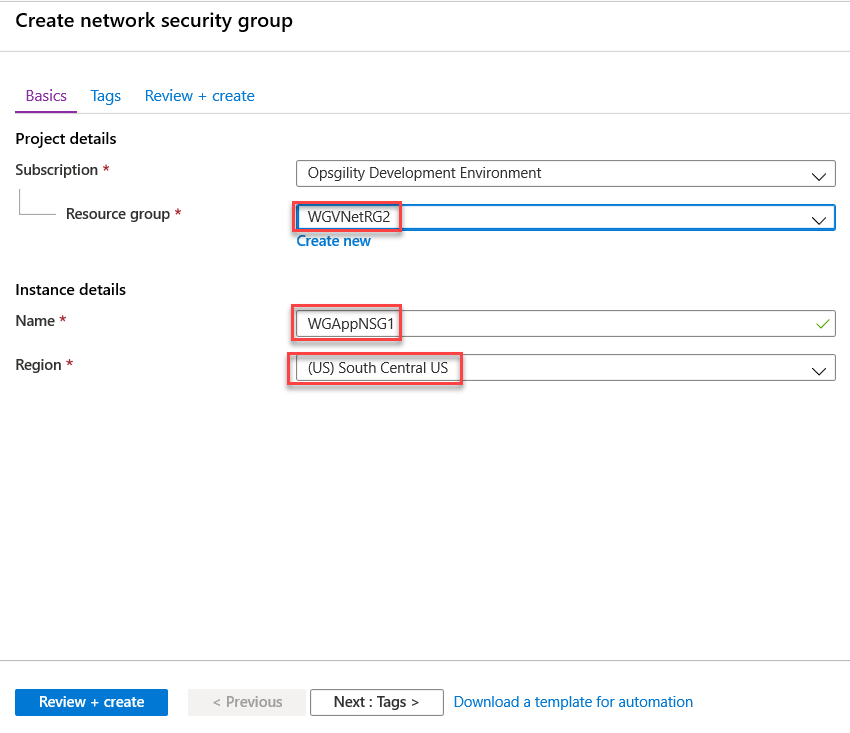 Create network security group
Basics Tags Review + create
Project details
Subscription * Opsgility Development Environment
Resource group * WGVNetRG2
Create new
Instance details
Name * WGAppNSG1
Region * (US) South Central US
Review + create < Previous Next : Tags > Download a template for automation